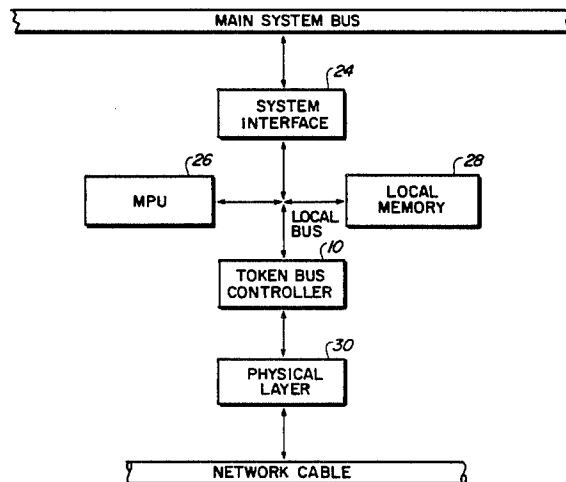 MAIN SYSTEM BUS
24
SYSTEM
INTERFACE
26
28
MPU
LOCAL
MEMORY
LOCAL
BUS
10
TOKEN BUS
CONTROLLER
30
PHYSICAL
LAYER
NETWORK CABLE